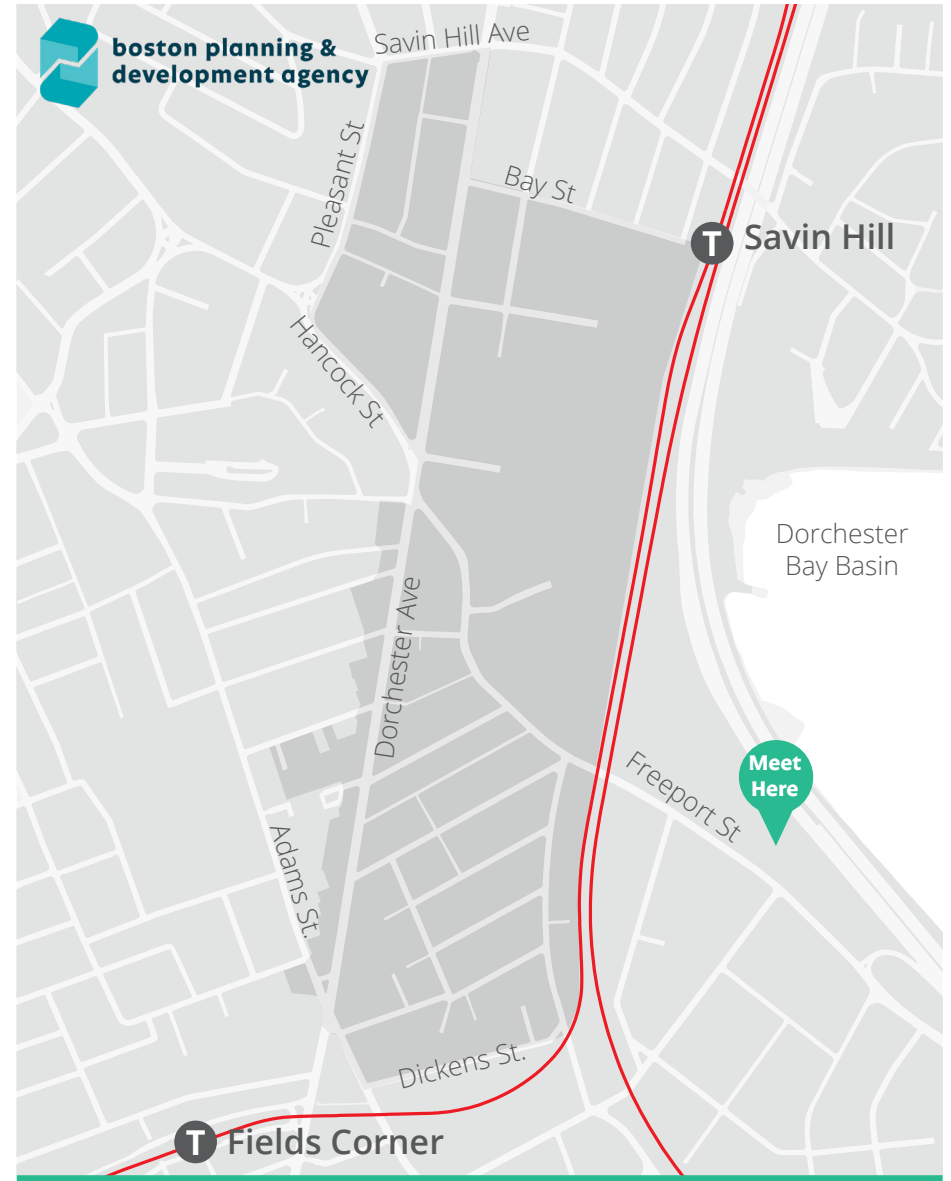 boston planning &
development agency
Savin Hill Ave
Pleasant St
Bay St
T Savin Hill
Hancock St
Dorchester
Bay Basin
Dorchester Ave
Meet
Here
Freeport St
Adams St.
Dickens St.
T Fields Corner